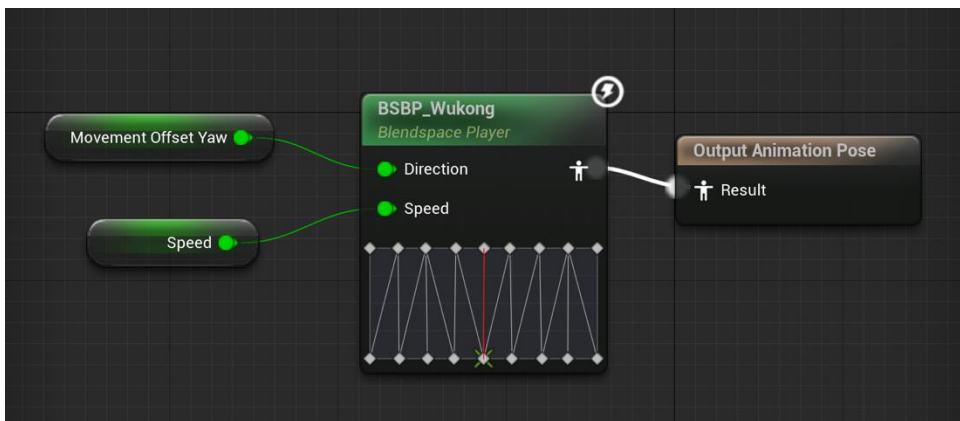 BSBP_Wukong
Blendspace Player
Movement Offset Yaw
Direction
Speed
Speed
Output Animation Pose
Result